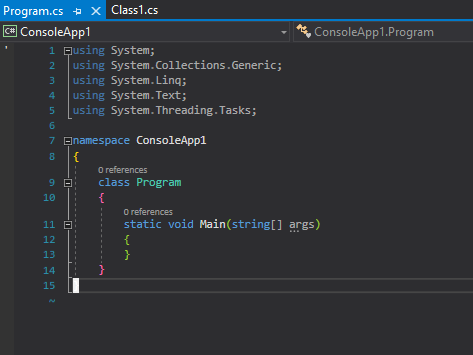 Program.cs Class1.cs
C# ConsoleApp1 ConsoleApp1.Program
1 using System;
2 using System.Collections.Generic;
3 using System.Linq;
4 using System.Text;
5 using System.Threading.Tasks;
6
7 namespace ConsoleApp1
8 {
0 references
9 class Program
10 {
0 references
11 static void Main(string[] args)
12 {
13 }
14 }
15
~